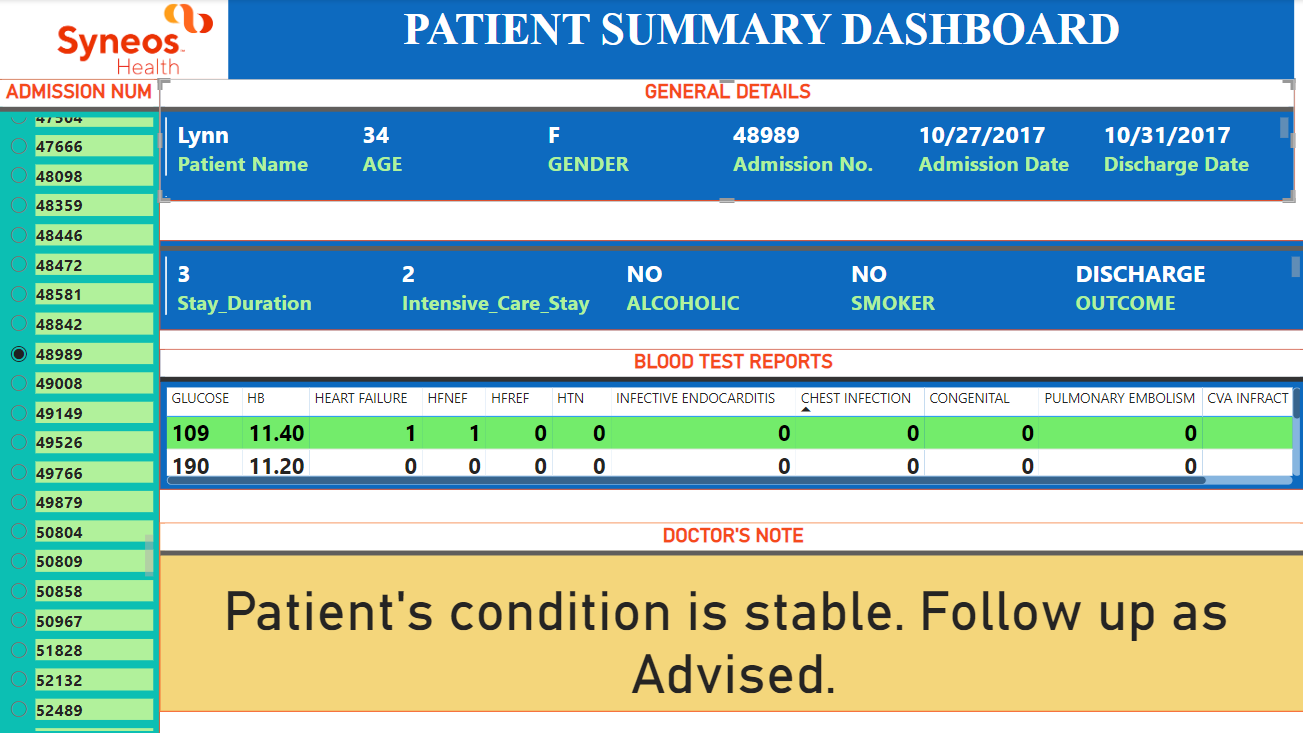 Syneos
Health
PATIENT SUMMARY DASHBOARD
ADMISSION NUM
47504
47666
48098
48359
48446
48472
48581
48842
48989
49008
49149
49526
49766
49879
50804
50809
50858
50967
51828
52132
52489
GENERAL DETAILS
Lynn 34 F 48989 10/27/2017 10/31/2017
Patient Name AGE GENDER Admission No. Admission Date Discharge Date
3 2 NO NO DISCHARGE
Stay_Duration Intensive_Care_Stay ALCOHOLIC SMOKER OUTCOME
BLOOD TEST REPORTS
GLUCOSE HB HEART FAILURE HFNEF HFREF HTN INFECTIVE ENDOCARDITIS CHEST INFECTION CONGENITAL PULMONARY EMBOLISM CVA INFRACT
109 11.40 1 1 0 0 0 0 0 0
190 11.20 0 0 0 0 0 0 0 0
DOCTOR'S NOTE
Patient's condition is stable. Follow up as
Advised.